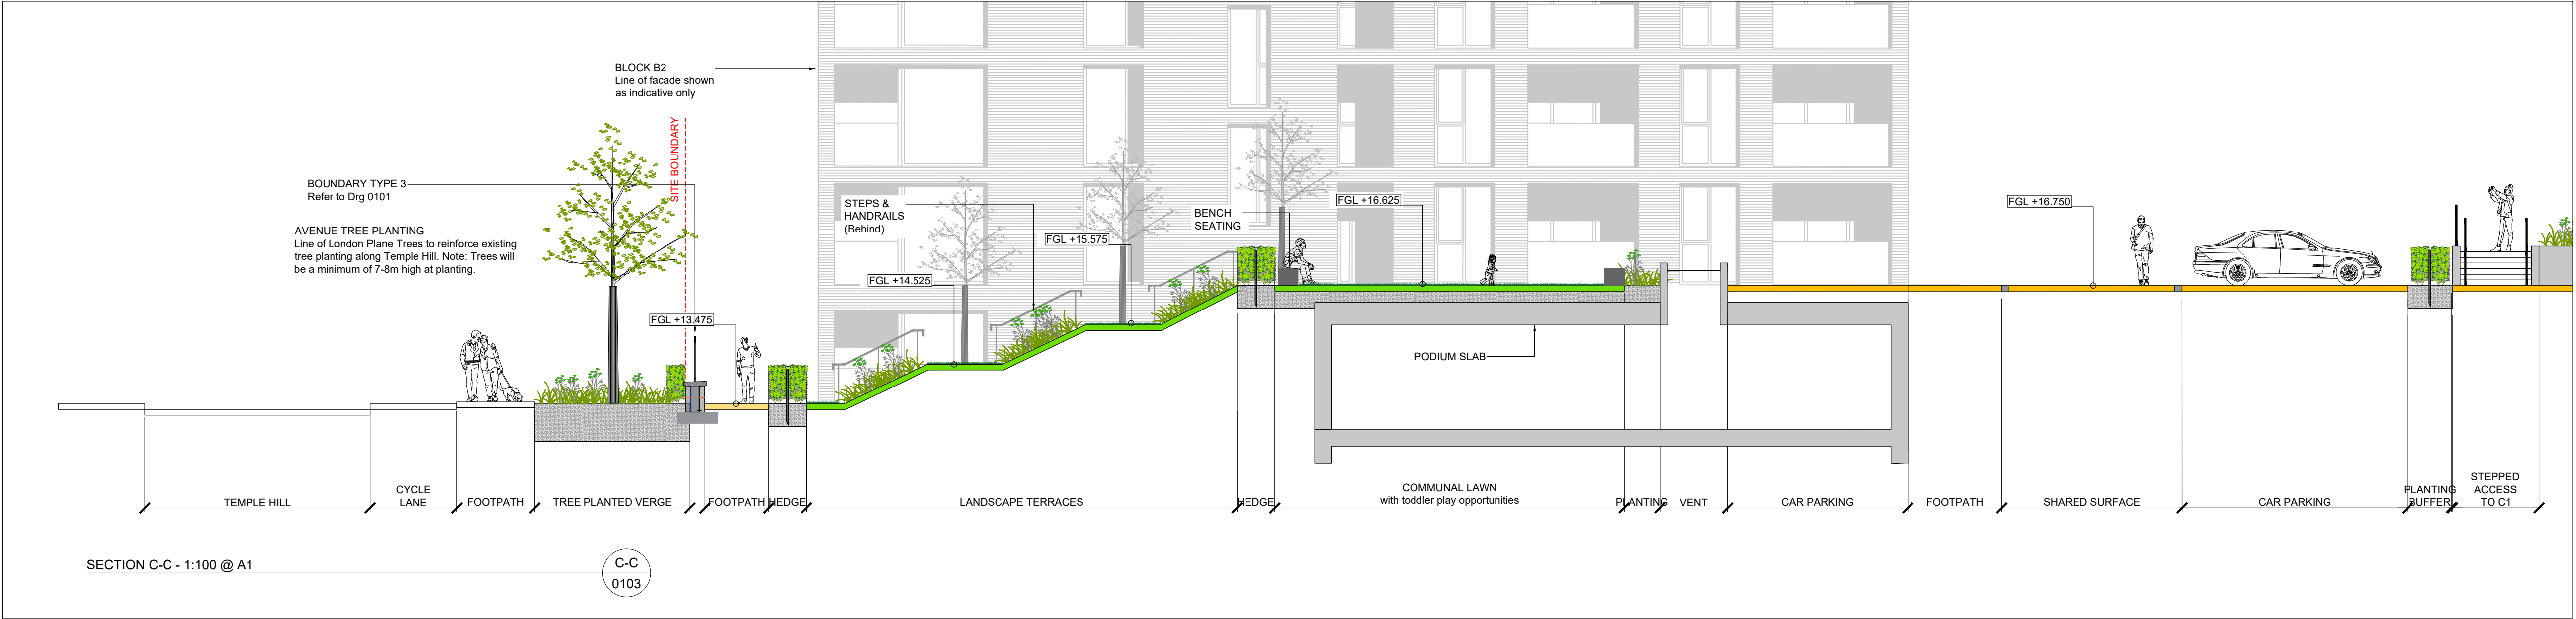 BLOCK B2
Line of facade shown
as indicative only
SITE BOUNDARY
BOUNDARY TYPE 3
Refer to Drg 0101
AVENUE TREE PLANTING
Line of London Plane Trees to reinforce existing
tree planting along Temple Hill. Note: Trees will
be a minimum of 7-8m high at planting.
STEPS &
HANDRAILS
(Behind)
BENCH
SEATING
FGL +16.625
FGL +16.750
FGL +15.575
FGL +14.525
FGL +13.475
PODIUM SLAB
TEMPLE HILL
CYCLE
LANE
FOOTPATH
TREE PLANTED VERGE
FOOTPATH
HEDGE
LANDSCAPE TERRACES
HEDGE
COMMUNAL LAWN
with toddler play opportunities
PLANTING
VENT
CAR PARKING
FOOTPATH
SHARED SURFACE
CAR PARKING
PLANTING
BUFFER
STEPPED
ACCESS
TO C1
SECTION C-C - 1:100 @ A1
C-C
0103